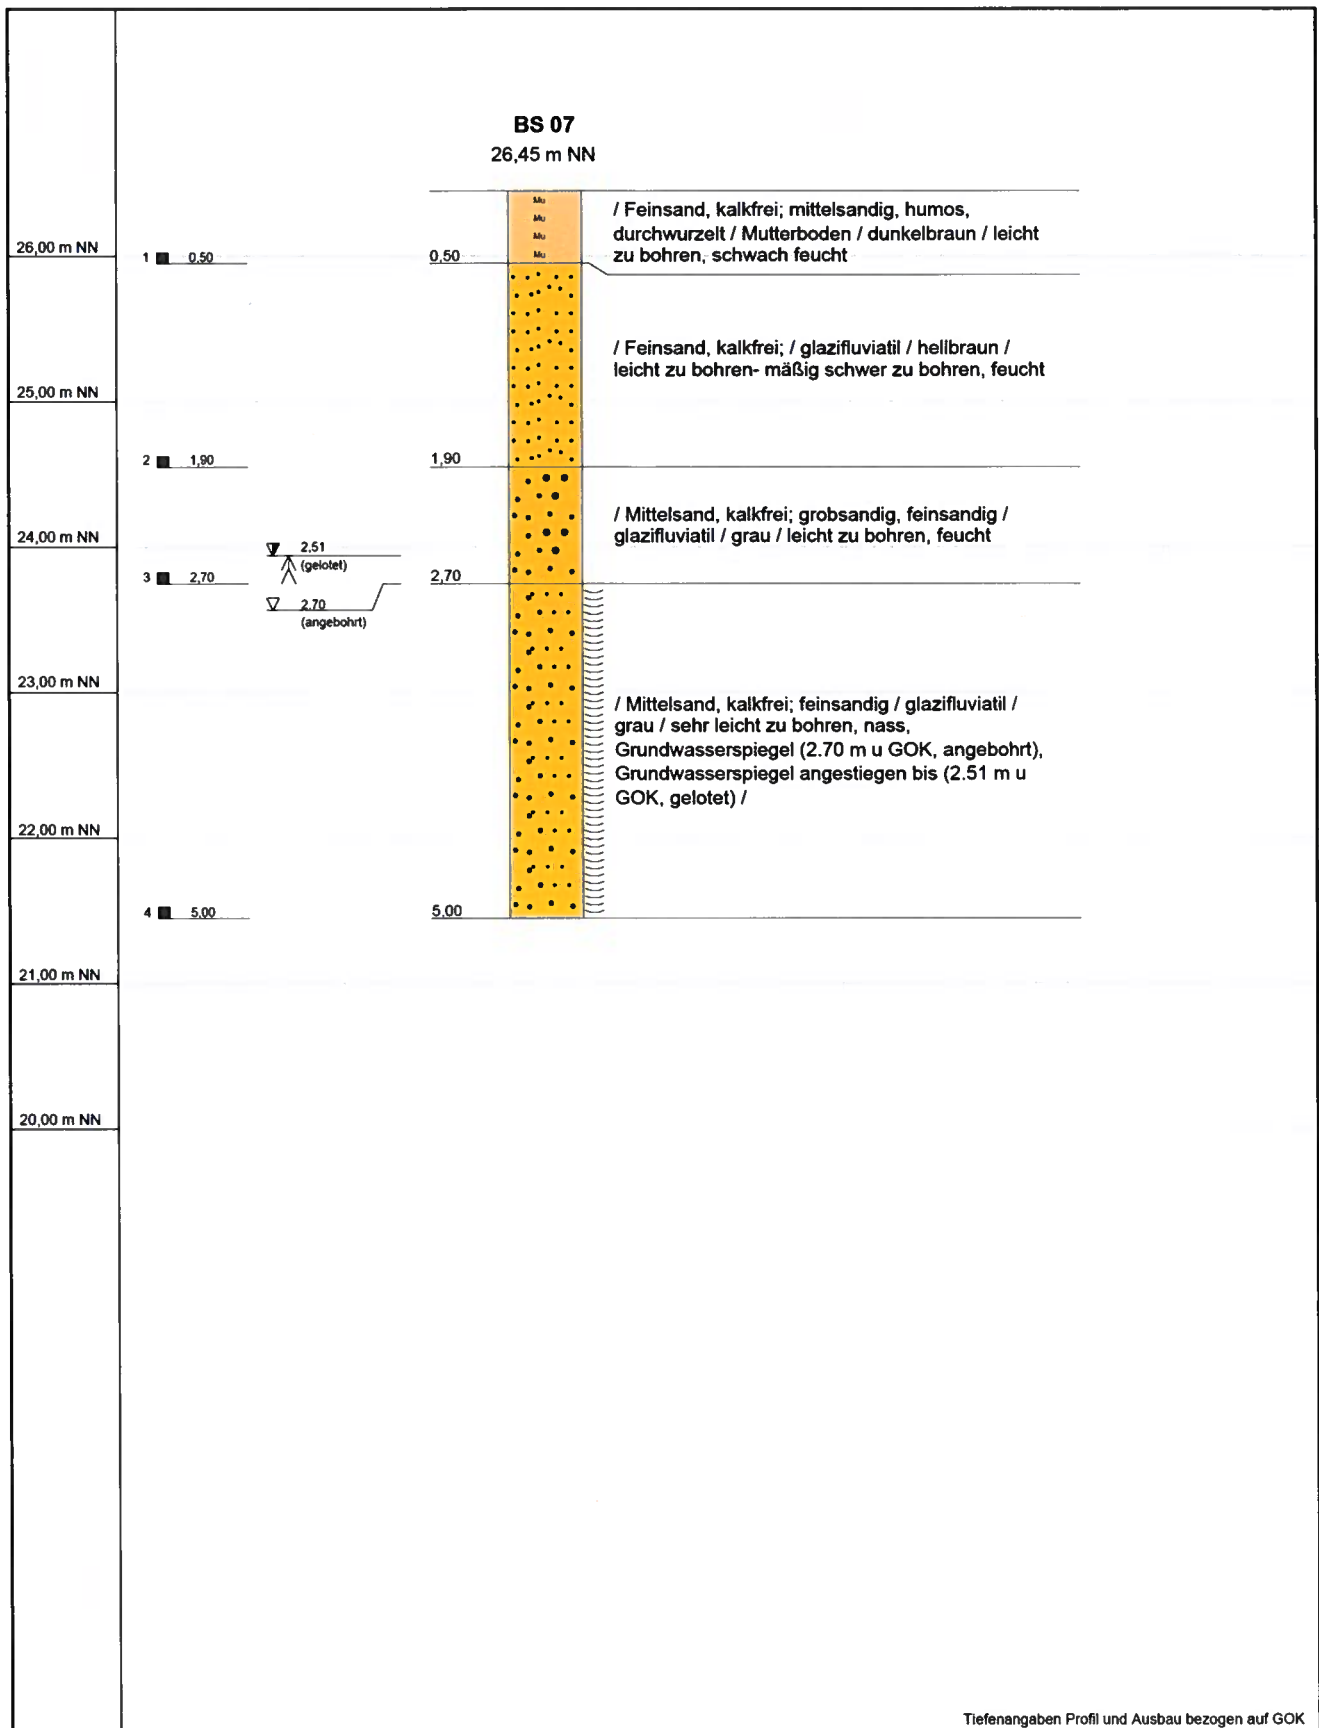 BS 07
26,45 m NN
Mu
Mu
Mu
Mu
/ Feinsand, kalkfrei; mittelsandig, humos,
durchwurzelt / Mutterboden / dunkelbraun / leicht
zu bohren, schwach feucht
26,00 m NN
1 0,50
0,50
/ Feinsand, kalkfrei; / glazifluviatil / hellbraun /
leicht zu bohren- mäßig schwer zu bohren, feucht
25,00 m NN
2 1,90
1,90
/ Mittelsand, kalkfrei; grobsandig, feinsandig /
glazifluviatil / grau / leicht zu bohren, feucht
24,00 m NN
2,51
(gelotet)
3 2,70
2,70
2.70
(angebohrt)
23,00 m NN
/ Mittelsand, kalkfrei; feinsandig / glazifluviatil /
grau / sehr leicht zu bohren, nass,
Grundwasserspiegel (2.70 m u GOK, angebohrt),
Grundwasserspiegel angestiegen bis (2.51 m u
GOK, gelotet) /
22,00 m NN
4 5,00
5,00
21,00 m NN
20,00 m NN
Tiefenangaben Profil und Ausbau bezogen auf GOK